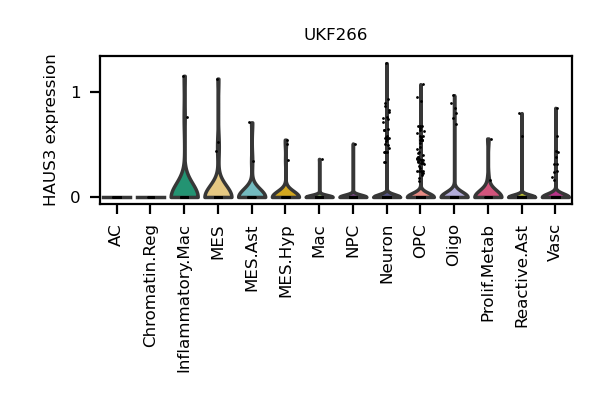 UKF266
HAUS3 expression
1
0
AC
Chromatin.Reg
Inflammatory.Mac
MES
MES.Ast
MES.Hyp
Mac
NPC
Neuron
OPC
Oligo
Prolif.Metab
Reactive.Ast
Vasc